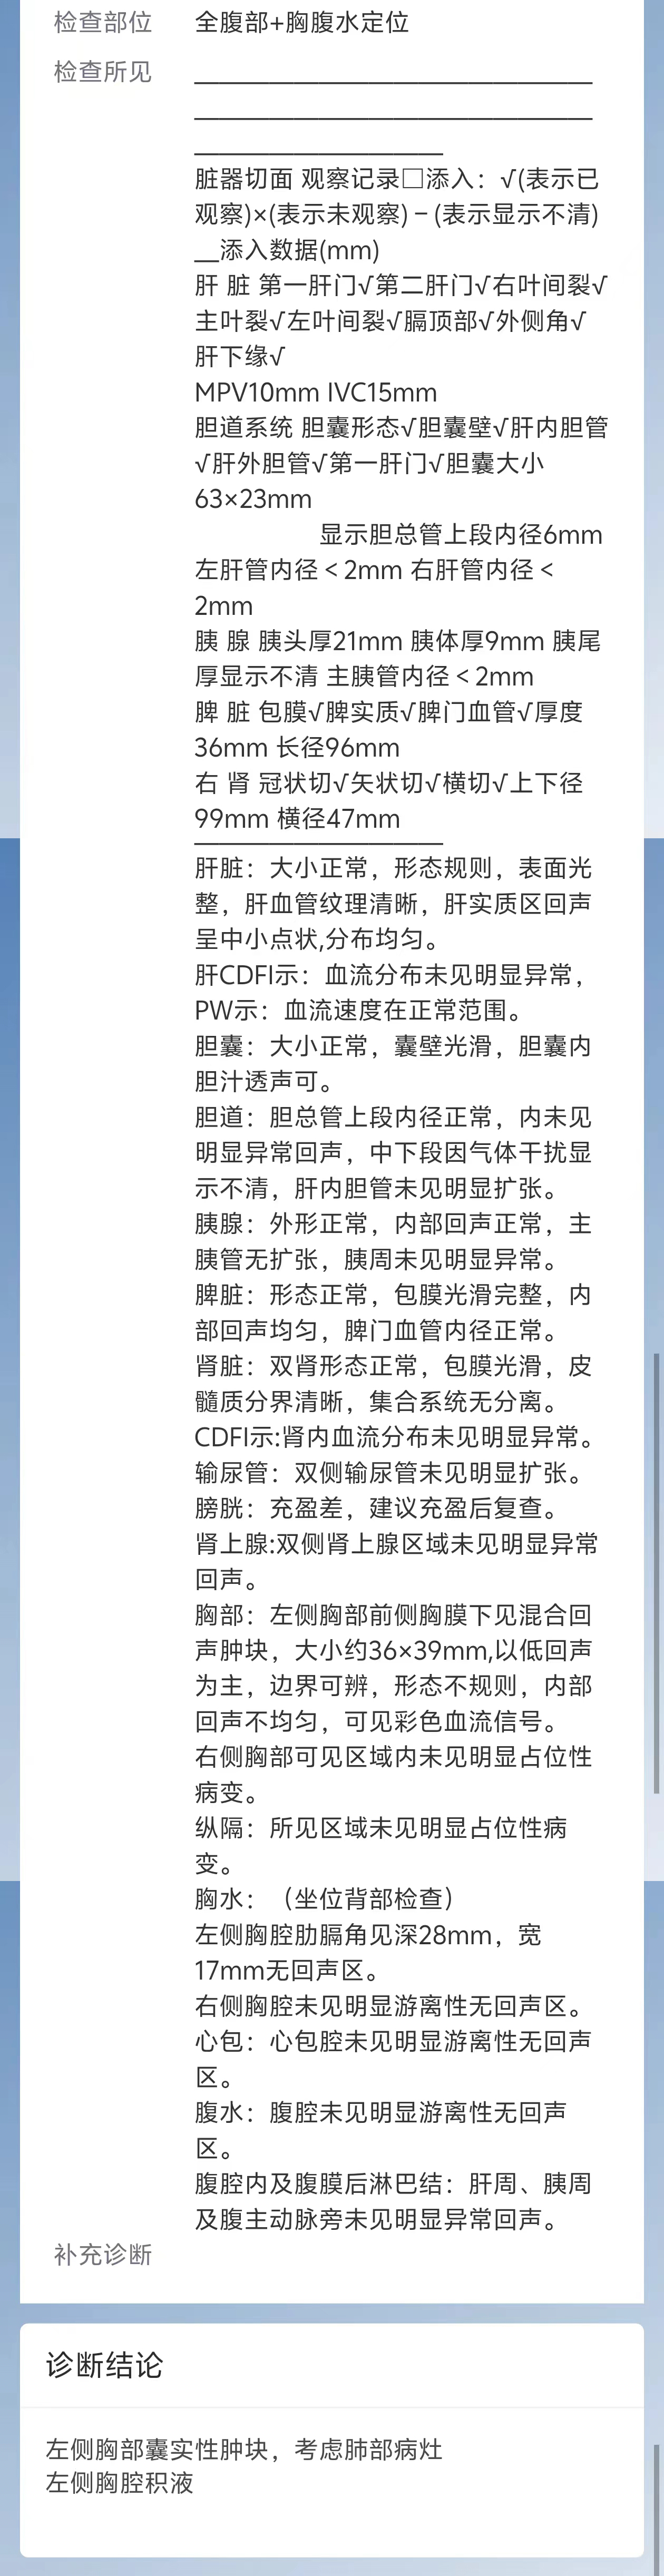 检查部位 全腹部+胸腹水定位
检查所见 ________________________________
________________________________
____________________
脏器切面 观察记录□添入：√(表示已
观察)×(表示未观察)－(表示显示不清)
__添入数据(mm)
肝 脏 第一肝门√第二肝门√右叶间裂√
主叶裂√左叶间裂√膈顶部√外侧角√
肝下缘√
MPV10mm IVC15mm
胆道系统 胆囊形态√胆囊壁√肝内胆管
√肝外胆管√第一肝门√胆囊大小
63×23mm
显示胆总管上段内径6mm
左肝管内径＜2mm 右肝管内径＜
2mm
胰 腺 胰头厚21mm 胰体厚9mm 胰尾
厚显示不清 主胰管内径＜2mm
脾 脏 包膜√脾实质√脾门血管√厚度
36mm 长径96mm
右 肾 冠状切√矢状切√横切√上下径
99mm 横径47mm
____________________
肝脏：大小正常，形态规则，表面光
整，肝血管纹理清晰，肝实质区回声
呈中小点状,分布均匀。
肝CDFI示：血流分布未见明显异常，
PW示：血流速度在正常范围。
胆囊：大小正常，囊壁光滑，胆囊内
胆汁透声可。
胆道：胆总管上段内径正常，内未见
明显异常回声，中下段因气体干扰显
示不清，肝内胆管未见明显扩张。
胰腺：外形正常，内部回声正常，主
胰管无扩张，胰周未见明显异常。
脾脏：形态正常，包膜光滑完整，内
部回声均匀，脾门血管内径正常。
肾脏：双肾形态正常，包膜光滑，皮
髓质分界清晰，集合系统无分离。
CDFI示:肾内血流分布未见明显异常。
输尿管：双侧输尿管未见明显扩张。
膀胱：充盈差，建议充盈后复查。
肾上腺:双侧肾上腺区域未见明显异常
回声。
胸部：左侧胸部前侧胸膜下见混合回
声肿块，大小约36×39mm,以低回声
为主，边界可辨，形态不规则，内部
回声不均匀，可见彩色血流信号。
右侧胸部可见区域内未见明显占位性
病变。
纵隔：所见区域未见明显占位性病
变。
胸水：（坐位背部检查）
左侧胸腔肋膈角见深28mm，宽
17mm无回声区。
右侧胸腔未见明显游离性无回声区。
心包：心包腔未见明显游离性无回声
区。
腹水：腹腔未见明显游离性无回声
区。
腹腔内及腹膜后淋巴结：肝周、胰周
及腹主动脉旁未见明显异常回声。
补充诊断
诊断结论
左侧胸部囊实性肿块，考虑肺部病灶
左侧胸腔积液